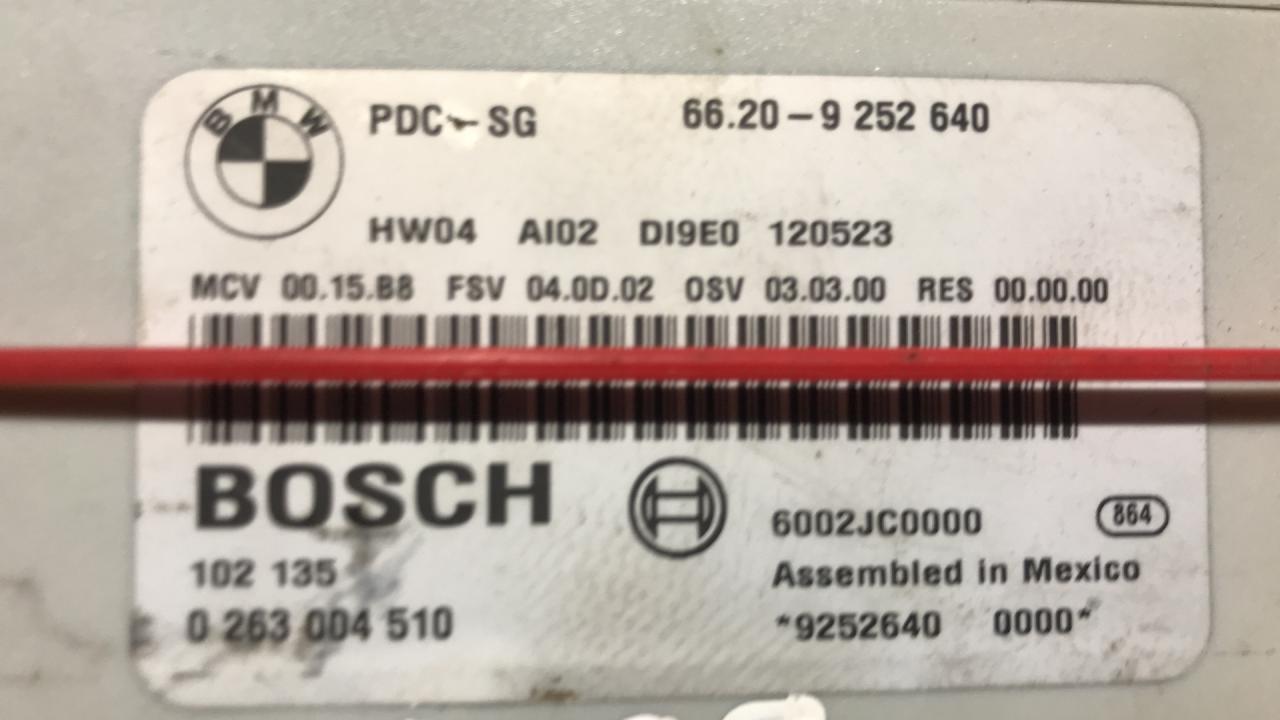 BMW
PDC-SG 66.20-9 252 640
HW04 AI02 DI9E0 120523
MCV 00.15.B8 FSV 04.0D.02 OSV 03.03.00 RES 00.00.00
BOSCH
6002JC0000 864
102 135 Assembled in Mexico
0 263 004 510 *9252640 0000*